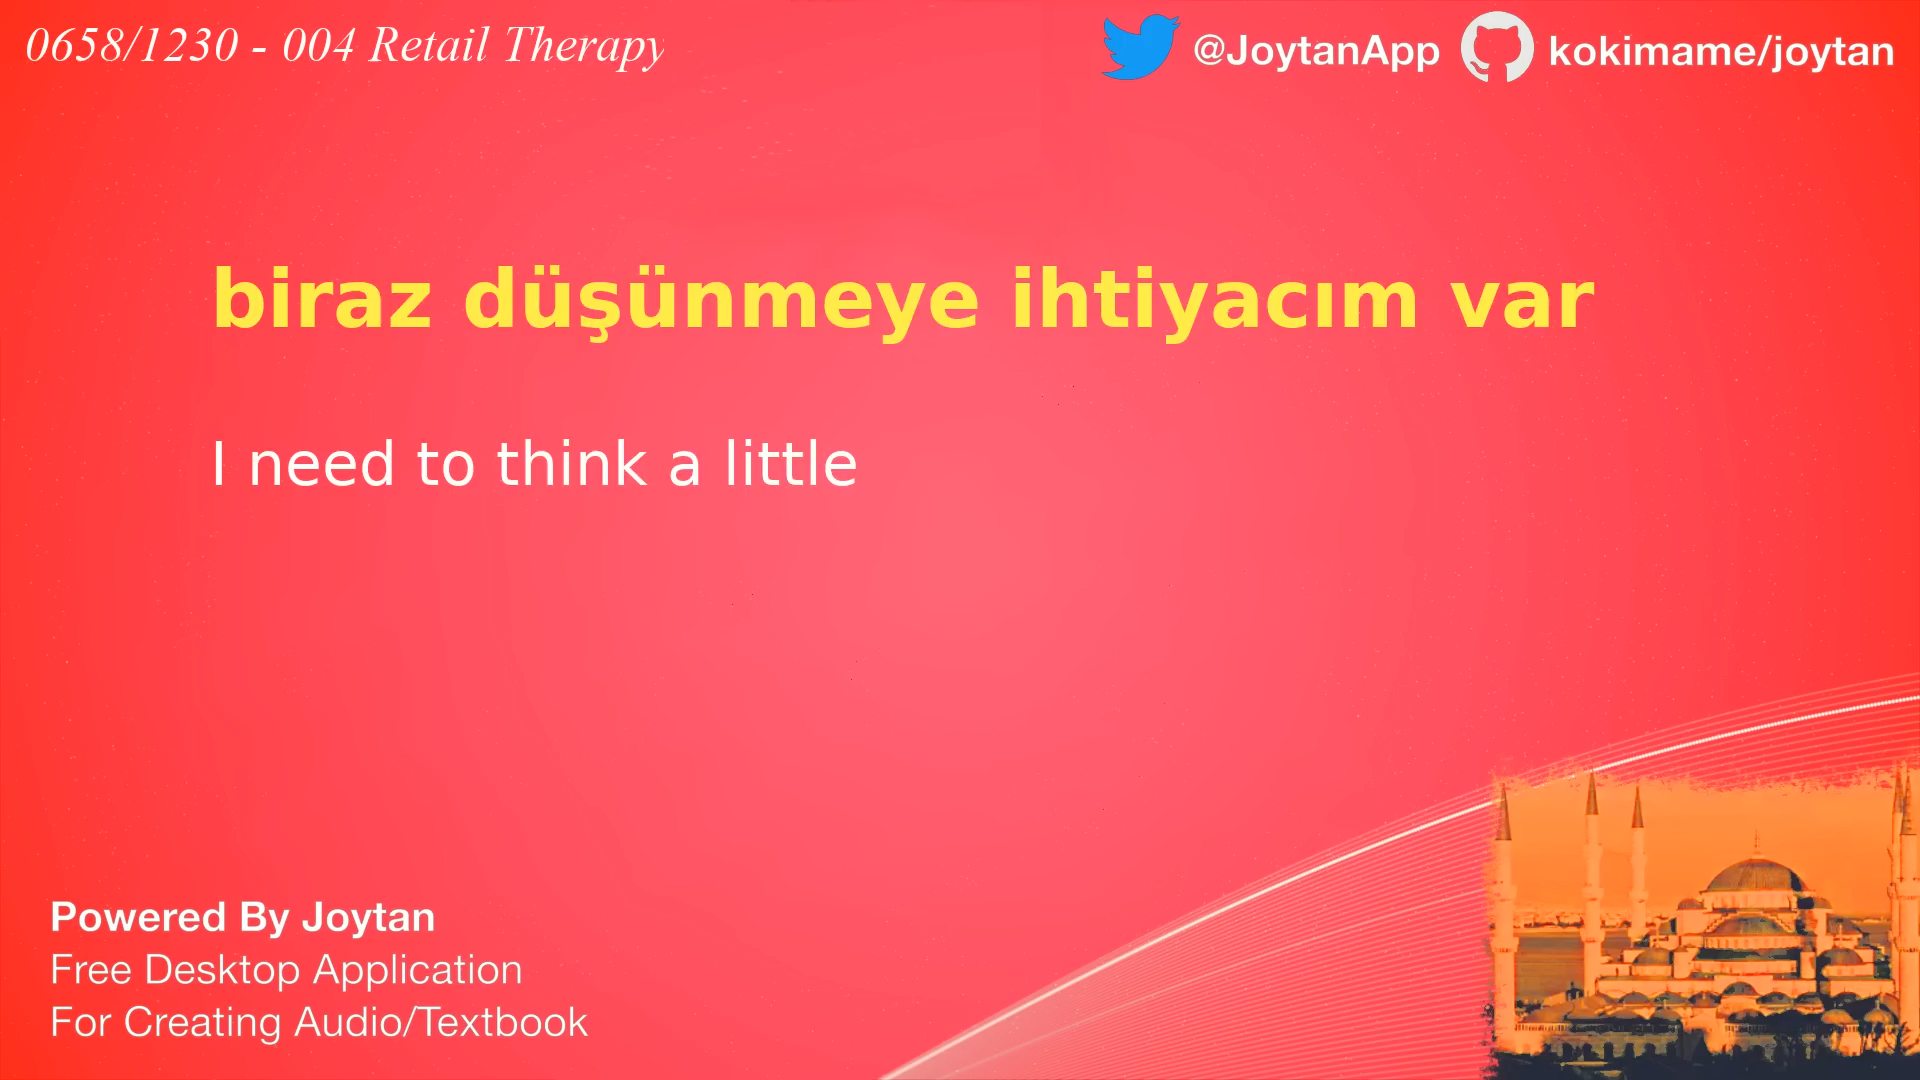 0658/1230 - 004 Retail Therapy
@JoytanApp
kokimame/joytan
biraz düşünmeye ihtiyacım var
I need to think a little
Powered By Joytan
Free Desktop Application
For Creating Audio/Textbook